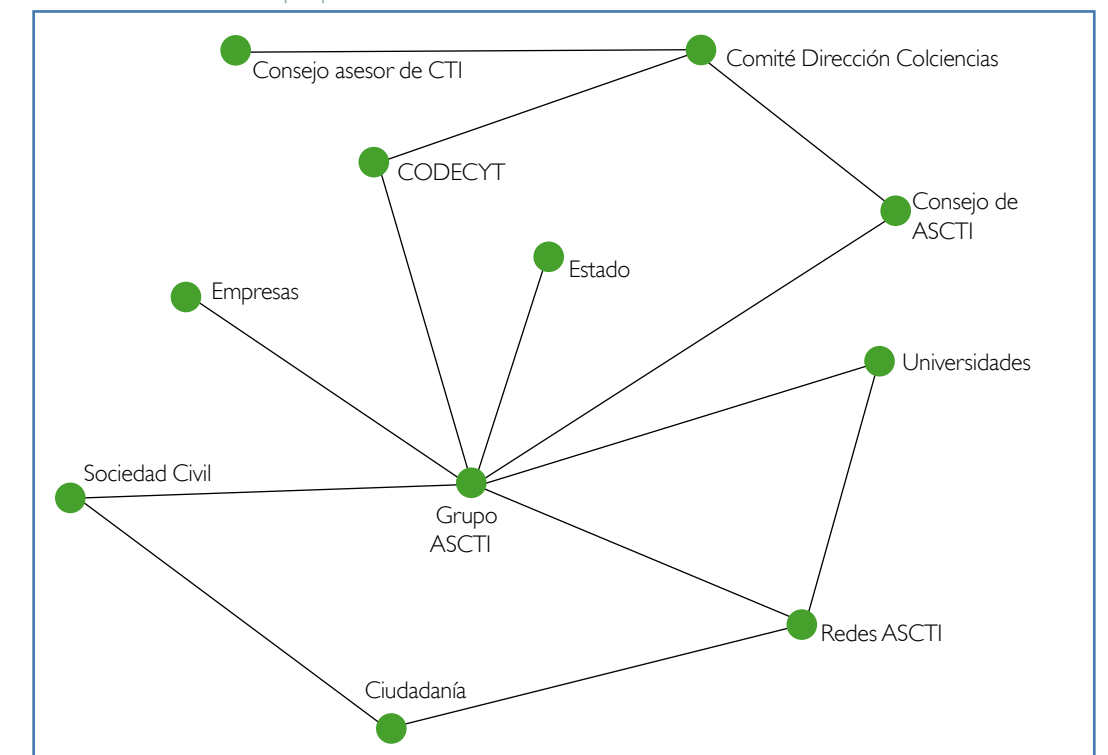 Comité Dirección Colciencias
Consejo asesor de CTI
CODECYT
Consejo de
ASCTI
Estado
Empresas
Universidades
Sociedad Civil
Grupo
ASCTI
Redes ASCTI
Ciudadanía